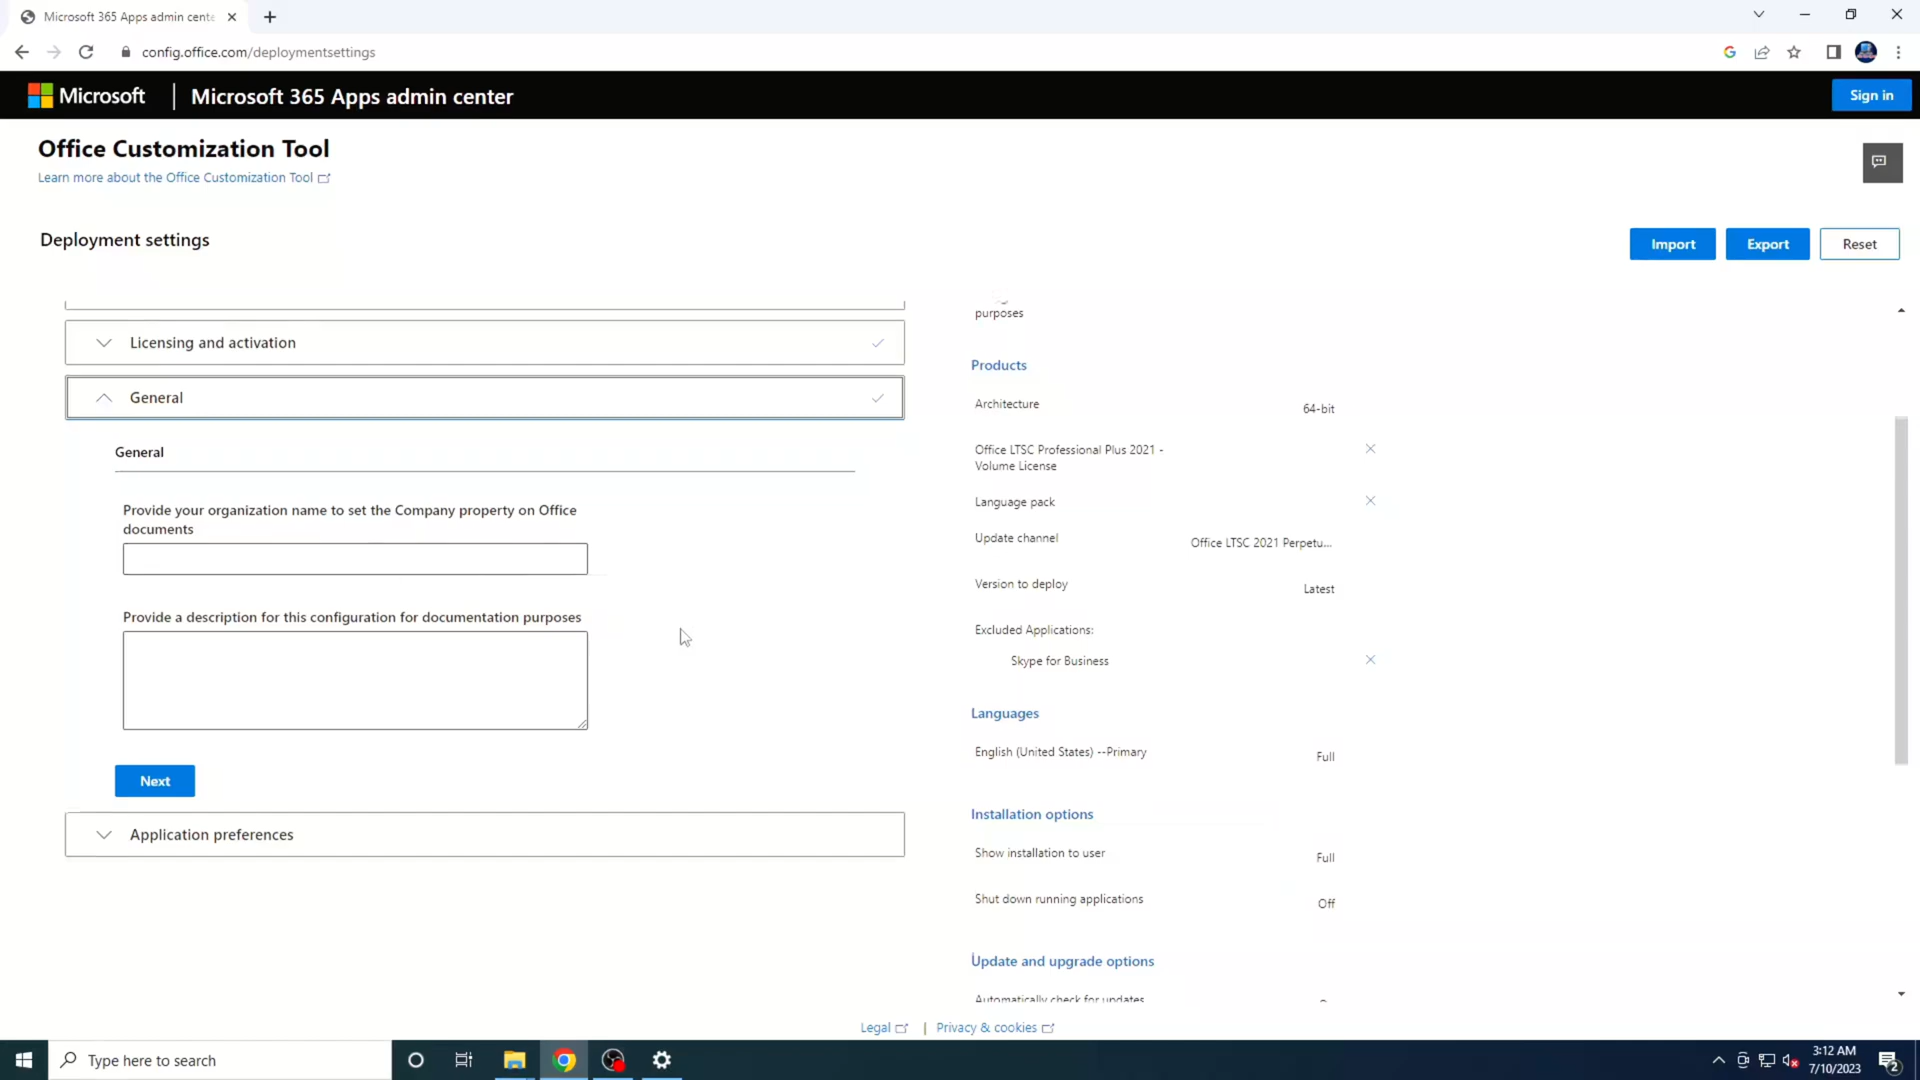 Microsoft 365 Apps admin cente
config.office.com/deploymentsettings
Microsoft
Microsoft 365 Apps admin center
Sign in
Office Customization Tool
Learn more about the Office Customization Tool
Deployment settings
Import
Export
Reset
purposes
Licensing and activation
Products
General
Architecture
64-bit
General
Office LTSC Professional Plus 2021 -
Volume License
Language pack
Provide your organization name to set the Company property on Office
documents
Update channel
Office LTSC 2021 Perpetu...
Version to deploy
Latest
Provide a description for this configuration for documentation purposes
Excluded Applications:
Skype for Business
Languages
English (United States) --Primary
Full
Next
Installation options
Application preferences
Show installation to user
Full
Shut down running applications
Off
Update and upgrade options
Automatically check for updates
Legal
|
Privacy & cookies
Type here to search
3:12 AM
7/10/2023
2